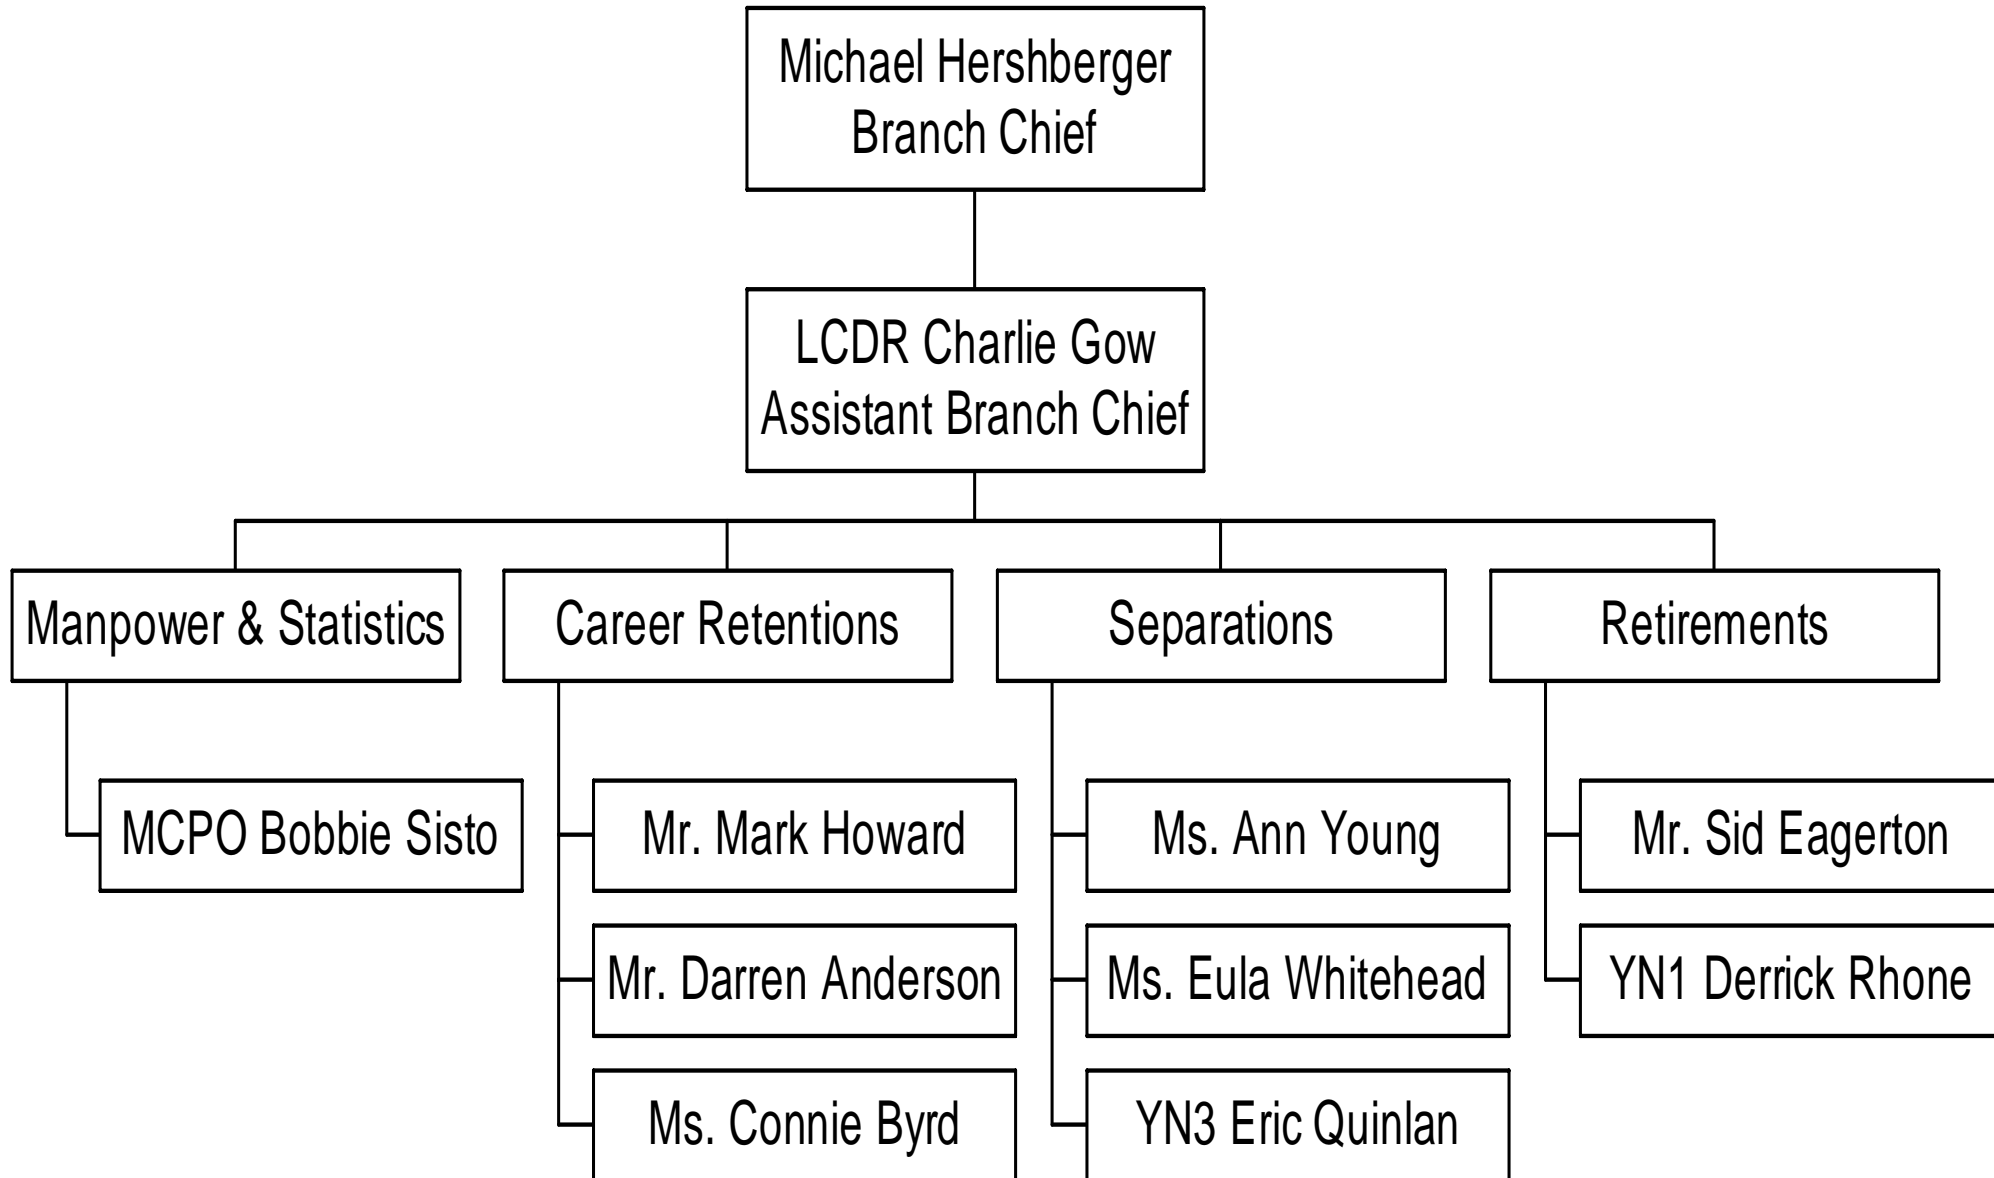 Michael Hershberger
Branch Chief
LCDR Charlie Gow
Assistant Branch Chief
Manpower & Statistics
Career Retentions
Separations
Retirements
MCPO Bobbie Sisto
Mr. Mark Howard
Ms. Ann Young
Mr. Sid Eagerton
Mr. Darren Anderson
Ms. Eula Whitehead
YN1 Derrick Rhone
Ms. Connie Byrd
YN3 Eric Quinlan